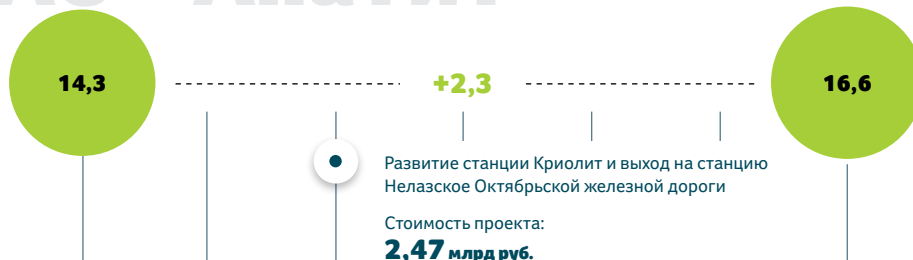 14,3
+2,3
16,6
Развитие станции Криолит и выход на станцию
Нелазское Октябрьской железной дороги
Стоимость проекта:
2,47 млрд руб.